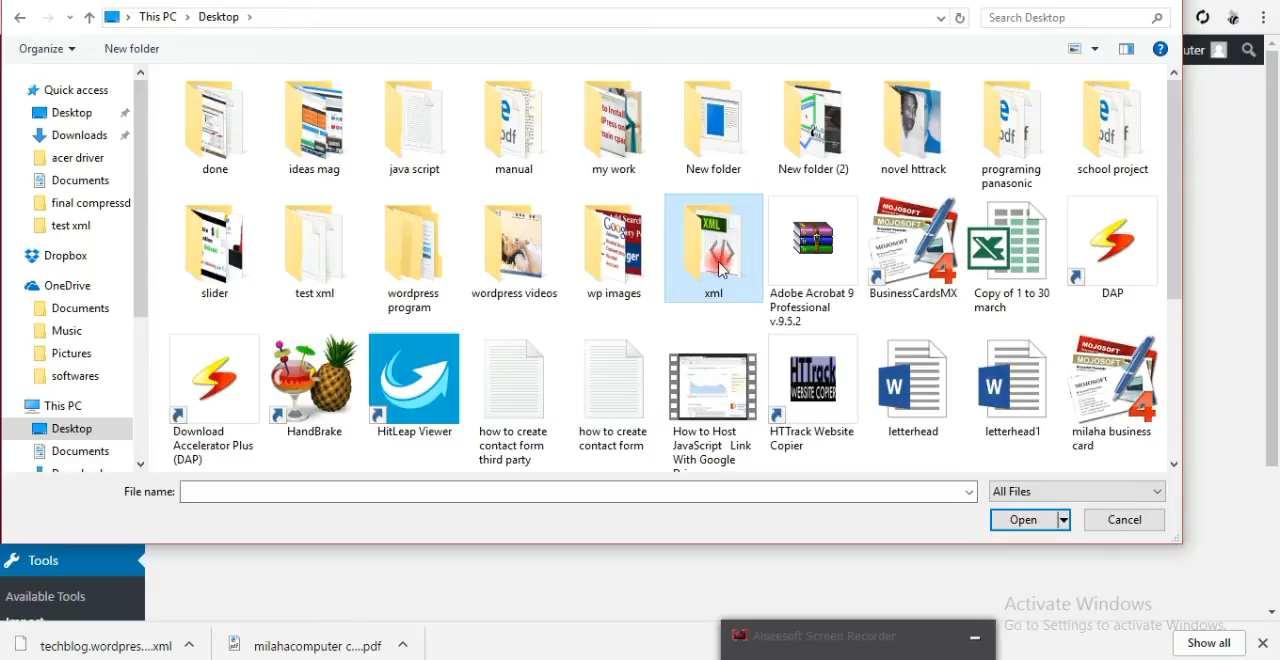 This PC
Desktop
Search Desktop
Organize
New folder
uter
Quick access
Desktop
Downloads
acer driver
Documents
final compressd
test xml
Dropbox
OneDrive
Documents
Music
Pictures
softwares
This PC
Desktop
Documents
done
ideas mag
java script
manual
my work
New folder
New folder (2)
novel httrack
programing
panasonic
school project
slider
test xml
wordpress
program
wordpress videos
wp images
xml
Adobe Acrobat 9
Professional
v.9.5.2
BusinessCardsMX
Copy of 1 to 30
march
DAP
Download
Accelerator Plus
(DAP)
HandBrake
HitLeap Viewer
how to create
contact form
third party
how to create
contact form
How to Host
JavaScript Link
With Google
HTTrack Website
Copier
letterhead
letterhead1
milaha business
card
File name:
All Files
Open
Cancel
Tools
Available Tools
Activate Windows
Go to Settings to activate Windows.
techblog.wordpres....xml
milahacomputer c....pdf
Aiseesoft Screen Recorder
Show all